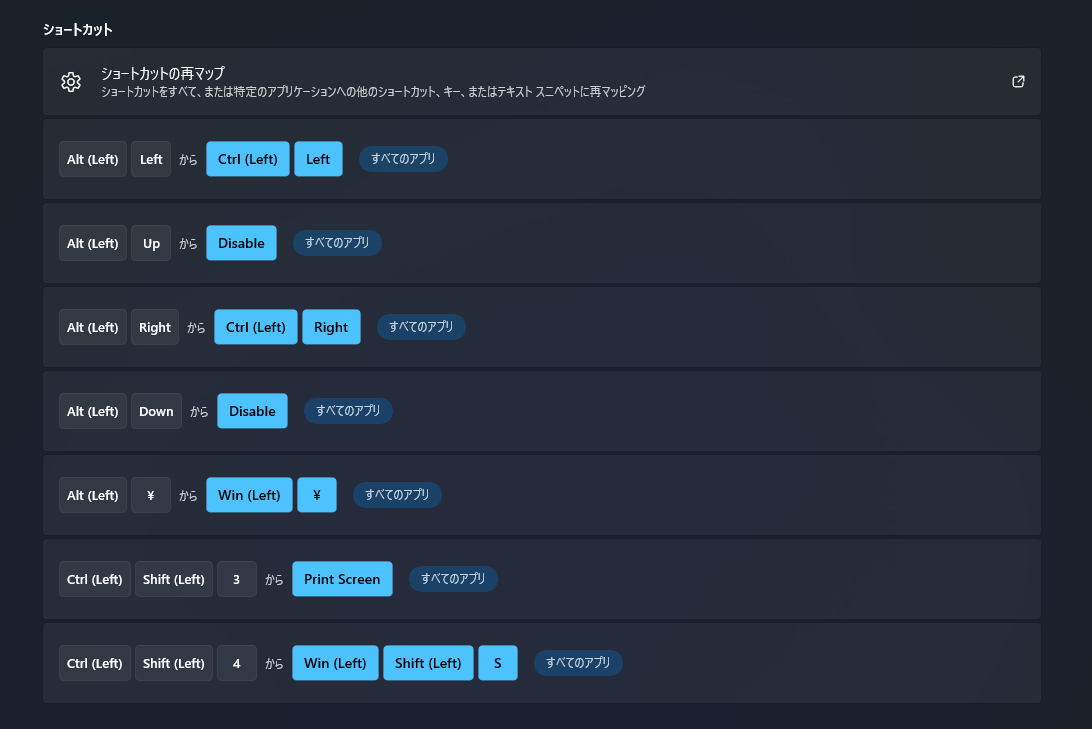 ショートカット
ショートカットの再マップ
ショートカットをすべて、または特定のアプリケーションへの他のショートカット、キー、またはテキスト スニペットに再マッピング
Alt (Left) Left から Ctrl (Left) Left すべてのアプリ
Alt (Left) Up から Disable すべてのアプリ
Alt (Left) Right から Ctrl (Left) Right すべてのアプリ
Alt (Left) Down から Disable すべてのアプリ
Alt (Left) ¥ から Win (Left) ¥ すべてのアプリ
Ctrl (Left) Shift (Left) 3 から Print Screen すべてのアプリ
Ctrl (Left) Shift (Left) 4 から Win (Left) Shift (Left) S すべてのアプリ